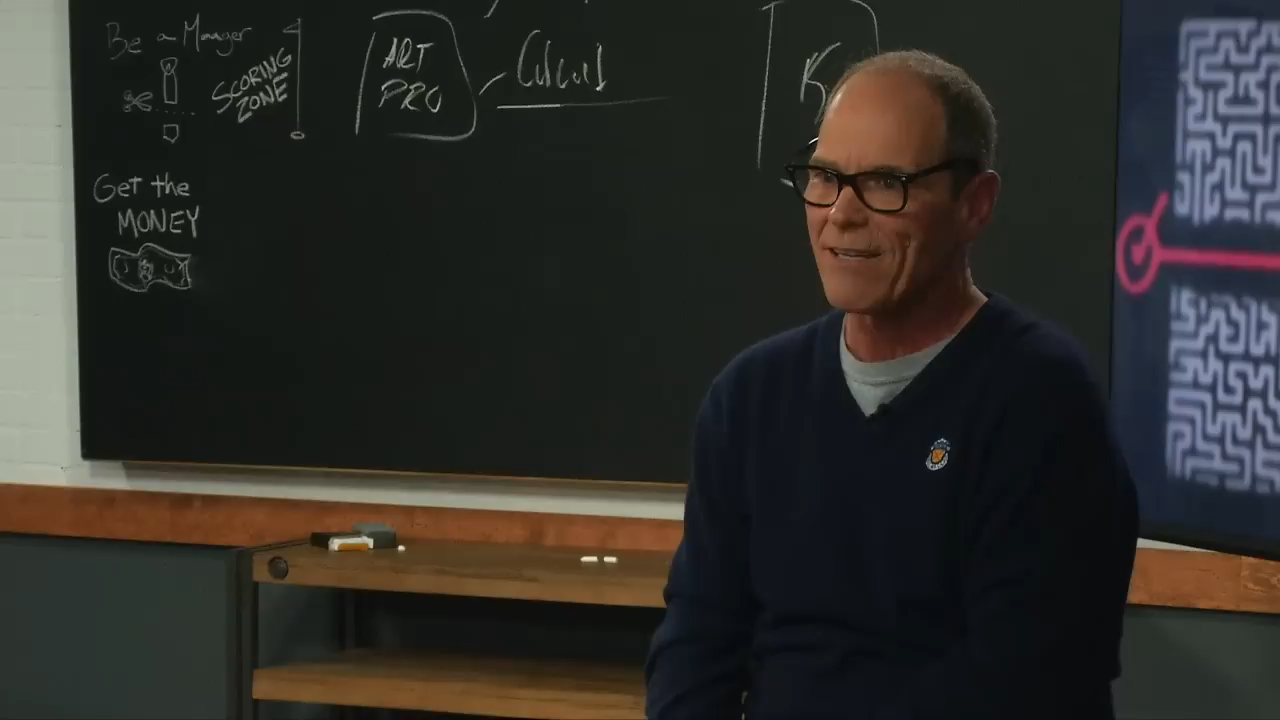 Be a Manager
SCORING
ZONE
Get the
MONEY
ART
PRO
K